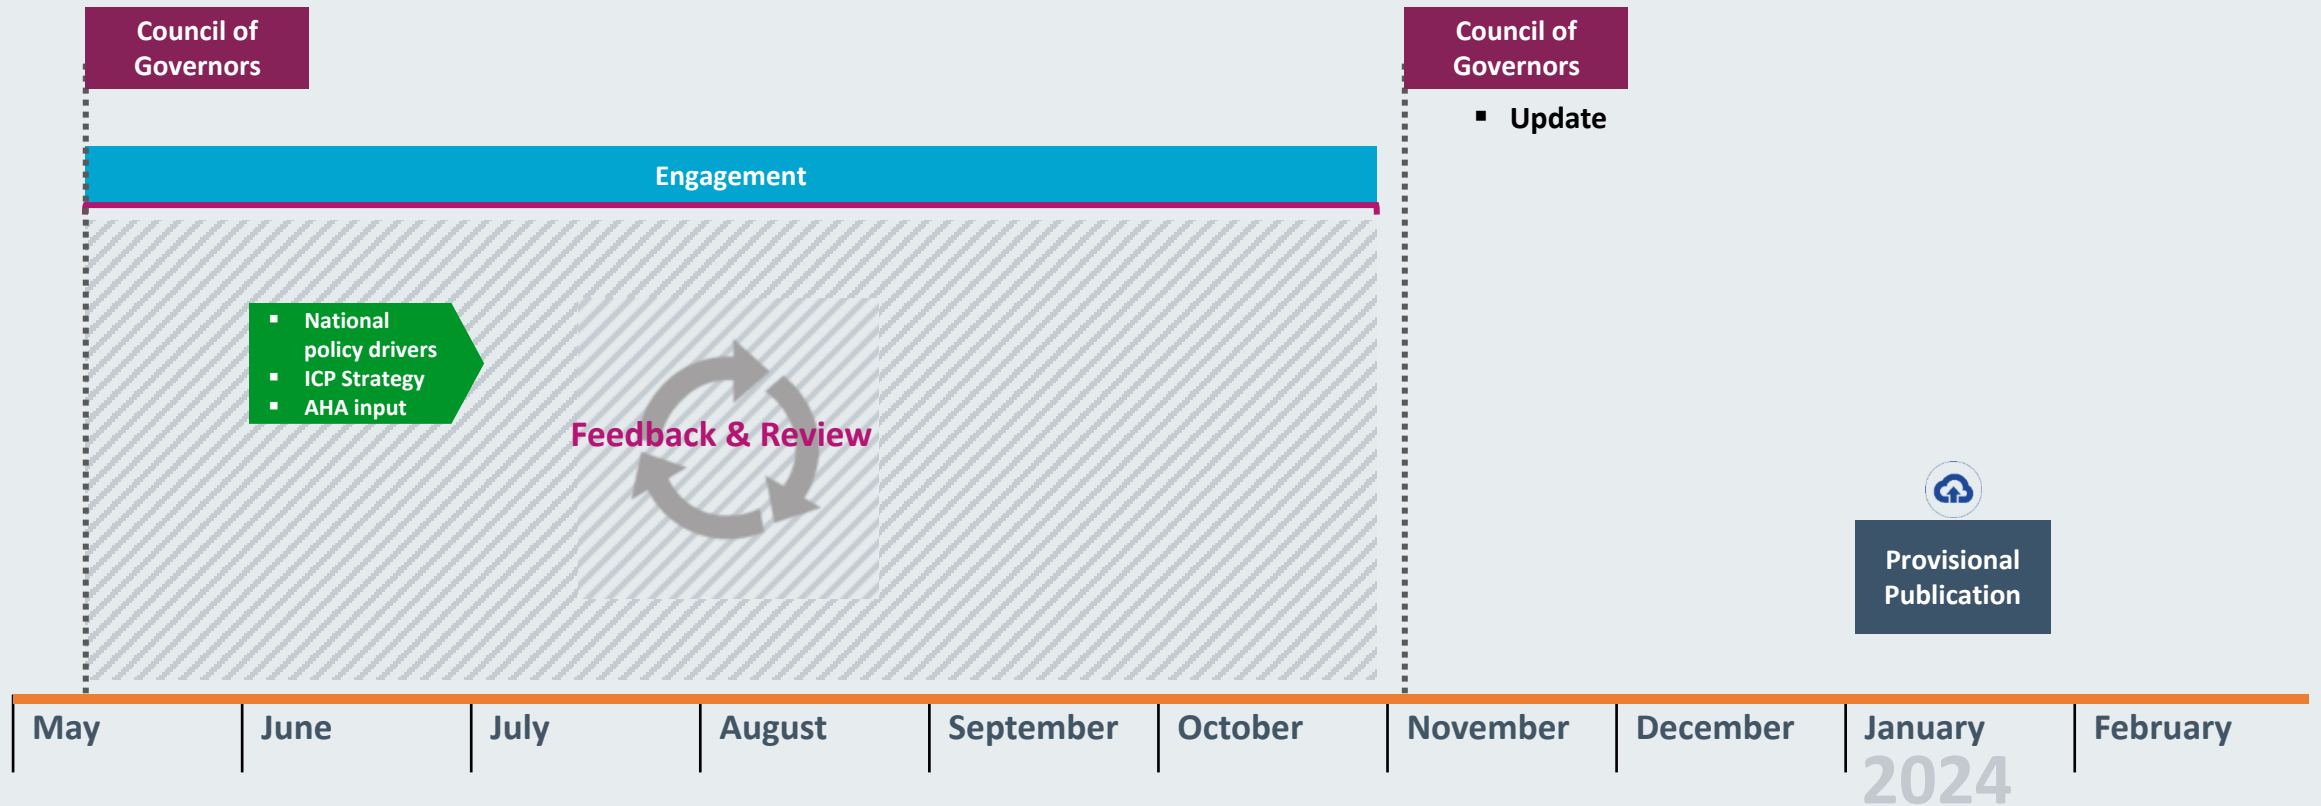 Council of
Governors
Council of
Governors
▪ Update
Engagement
▪ National
policy drivers
▪ ICP Strategy
▪ AHA input
Feedback & Review
Provisional
Publication
May
June
July
August
September
October
November
December
January
February
2024